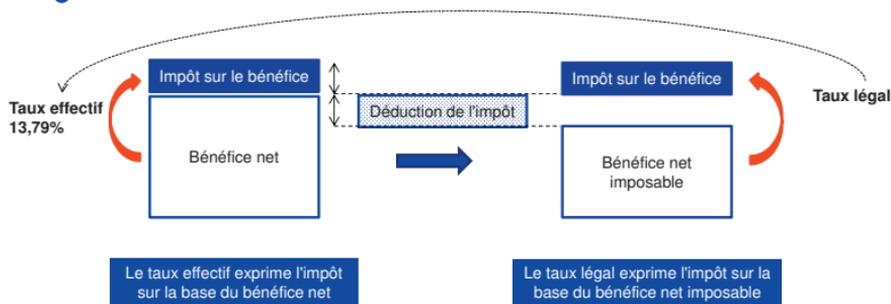 Impôt sur le bénéfice
Impôt sur le bénéfice
Taux effectif
13,79%
Déduction de l'impôt
Taux légal
Bénéfice net
Bénéfice net
imposable
Le taux effectif exprime l'impôt
sur la base du bénéfice net
Le taux légal exprime l'impôt sur la
base du bénéfice net imposable